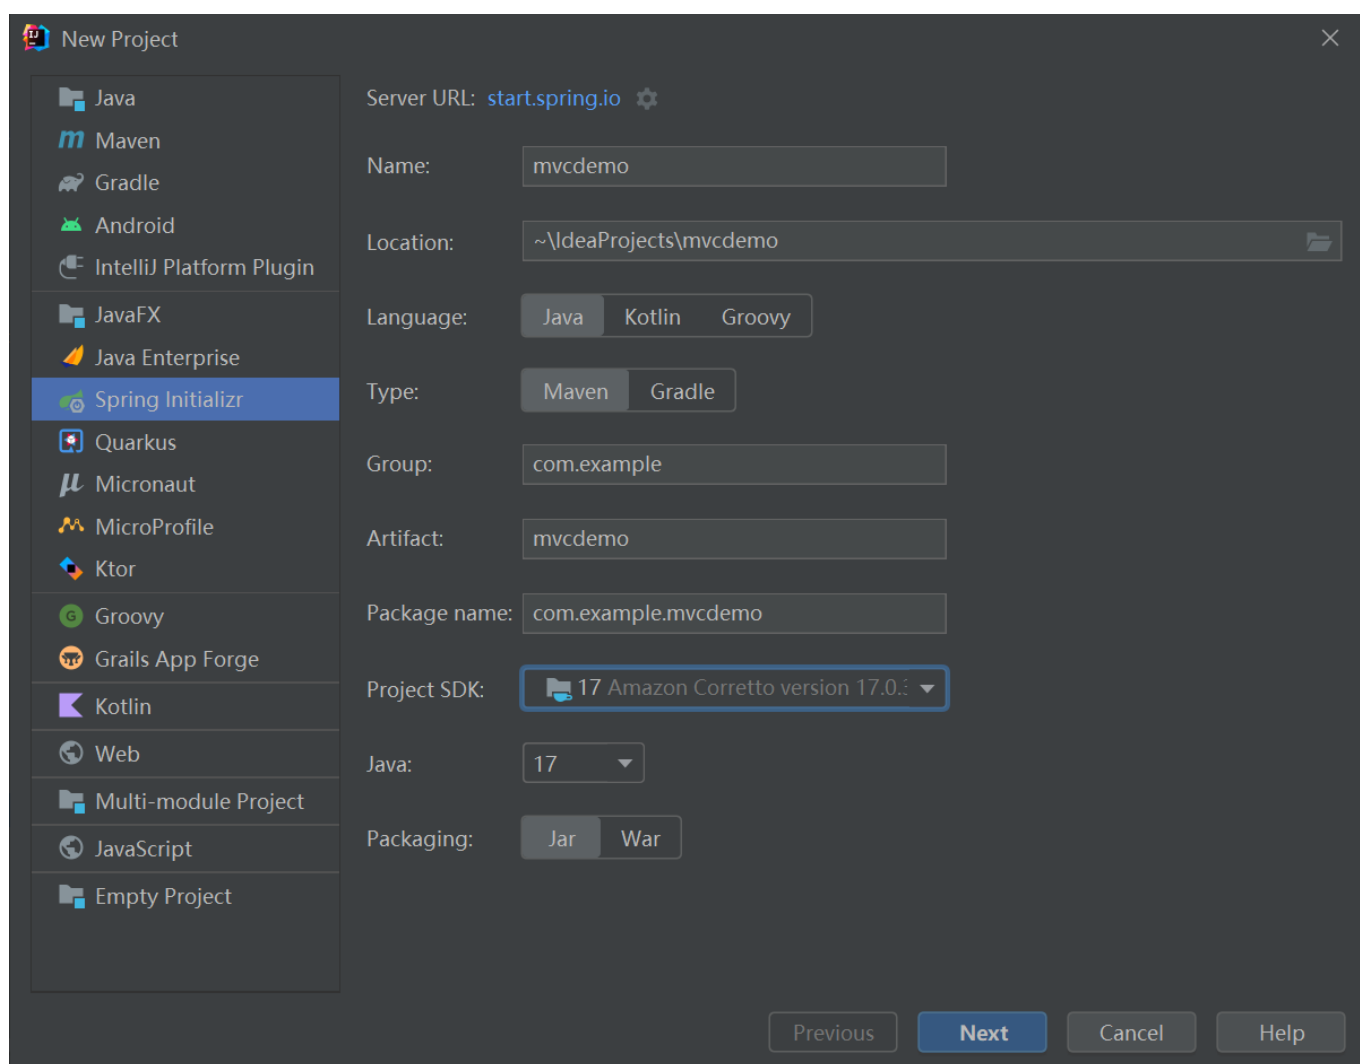 New Project
Java
Maven
Gradle
Android
IntelliJ Platform Plugin
JavaFX
Java Enterprise
Spring Initializr
Quarkus
Micronaut
MicroProfile
Ktor
Groovy
Grails App Forge
Kotlin
Web
Multi-module Project
JavaScript
Empty Project
Server URL: start.spring.io
Name: mvcdemo
Location: ~\IdeaProjects\mvcdemo
Language: Java Kotlin Groovy
Type: Maven Gradle
Group: com.example
Artifact: mvcdemo
Package name: com.example.mvcdemo
Project SDK: 17 Amazon Corretto version 17.0.
Java: 17
Packaging: Jar War
Previous Next Cancel Help